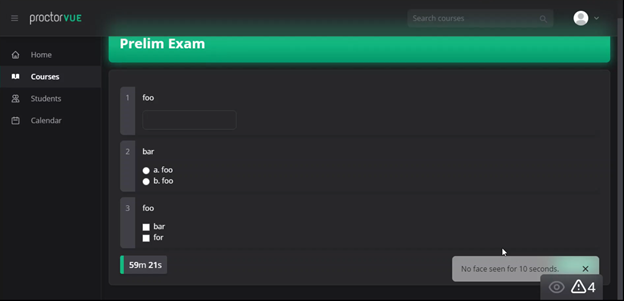 proctorVUE
Search courses
Home
Courses
Students
Calendar
Prelim Exam
1 foo
2 bar
a. foo
b. foo
3 foo
bar
for
59m 21s
No face seen for 10 seconds.
4